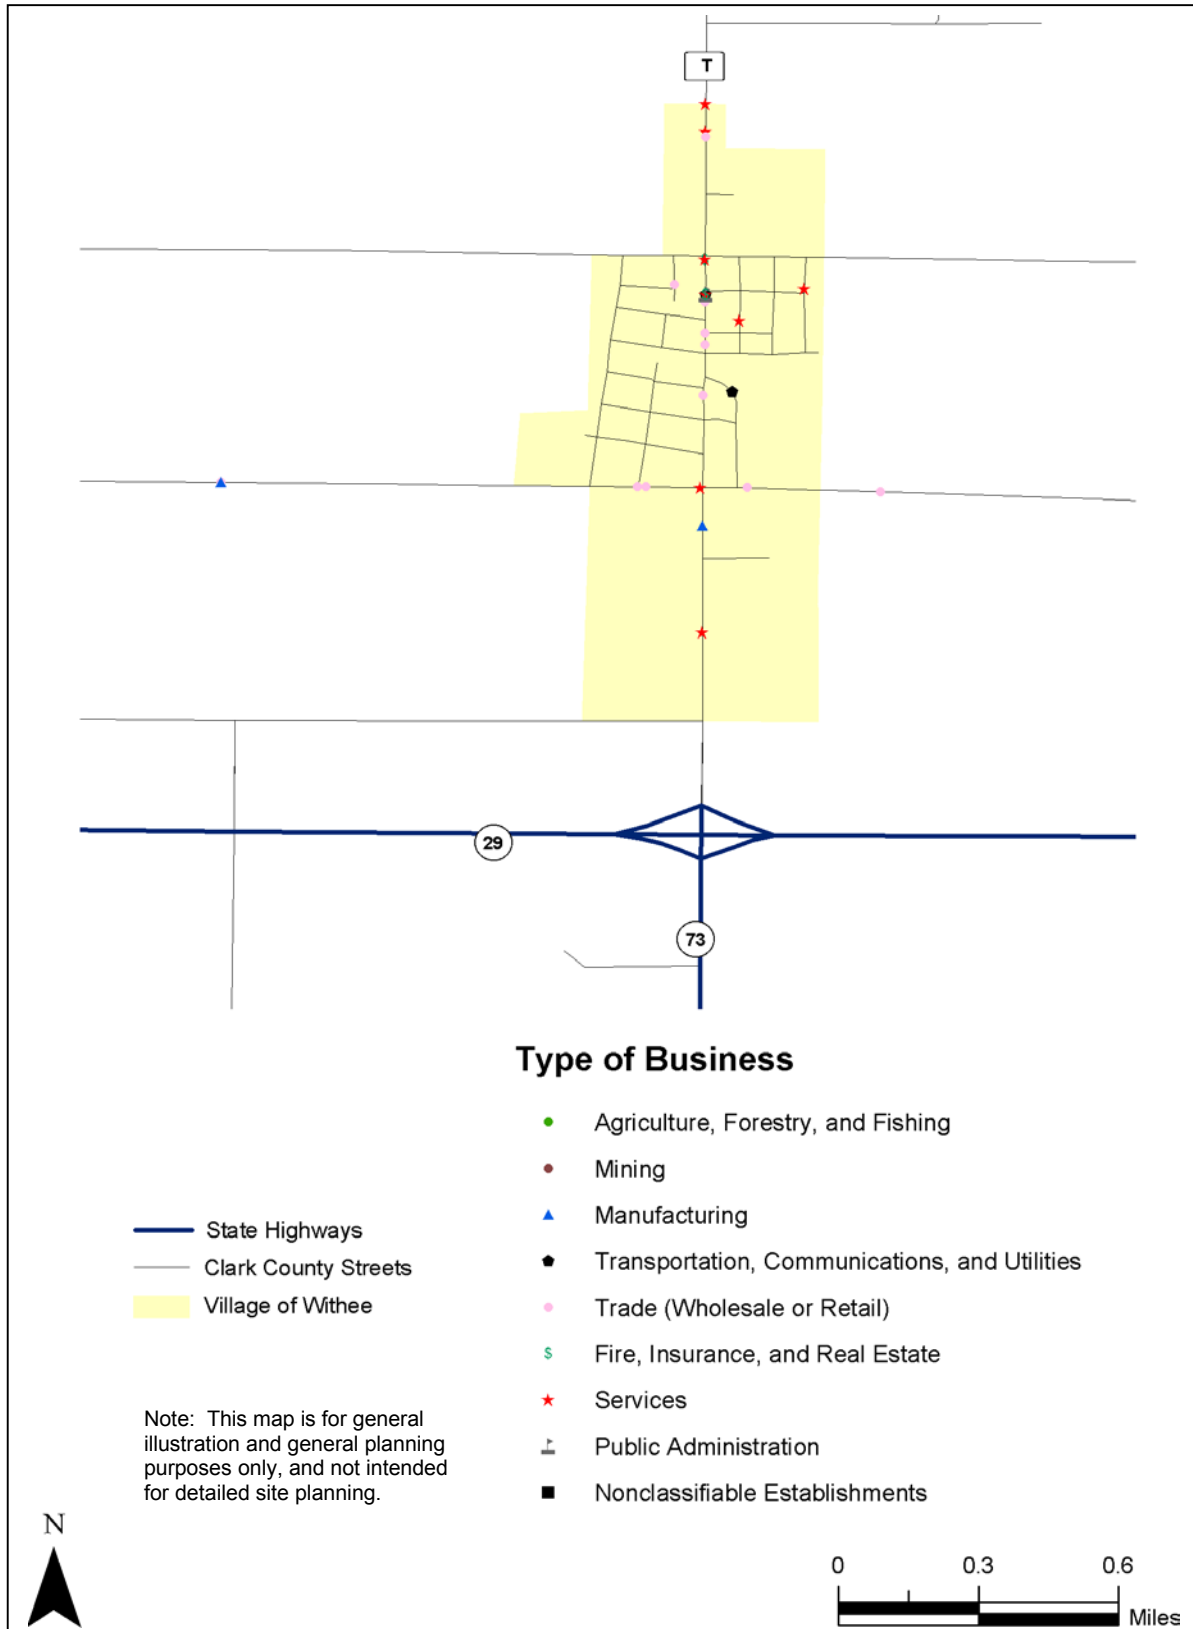 T
29
73
Type of Business
Agriculture, Forestry, and Fishing
Mining
Manufacturing
Transportation, Communications, and Utilities
Trade (Wholesale or Retail)
Fire, Insurance, and Real Estate
Services
Public Administration
Nonclassifiable Establishments
State Highways
Clark County Streets
Village of Withee
Note: This map is for general
illustration and general planning
purposes only, and not intended
for detailed site planning.
N
0 0.3 0.6
Miles